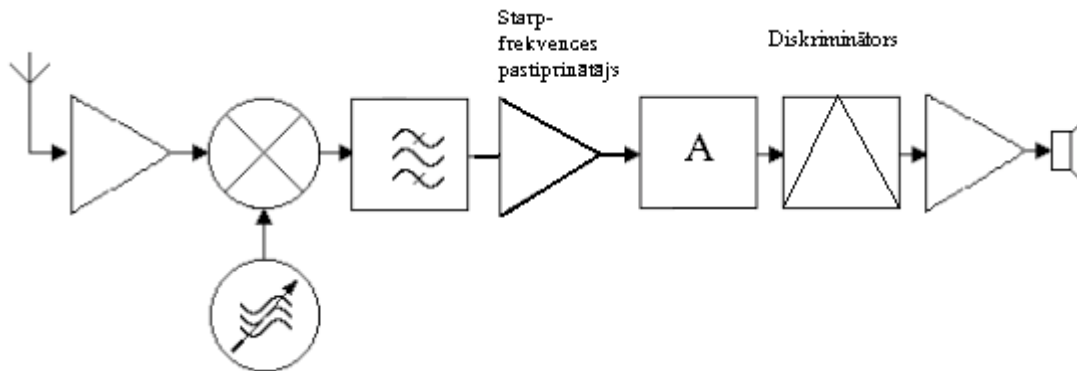 Starp-
frekvences
pastiprinātājs
Diskriminātors
A